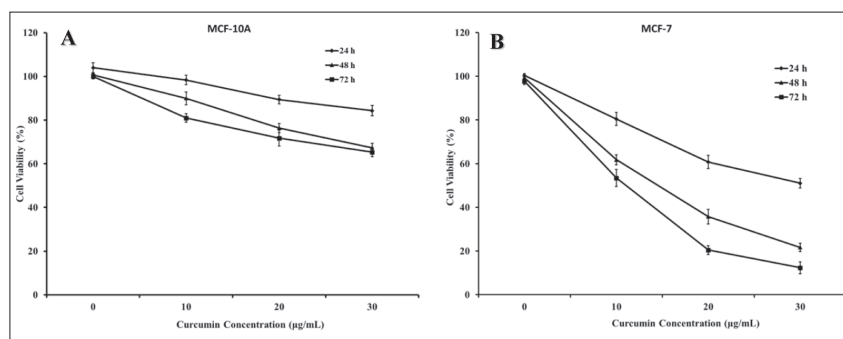 A
MCF-10A
120
100
80
60
40
20
0
Cell Viability (%)
24 h
48 h
72 h
0 10 20 30
Curcumin Concentration (µg/mL)
B
MCF-7
120
100
80
60
40
20
0
Cell Viability (%)
24 h
48 h
72 h
0 10 20 30
Curcumin Concentration (µg/mL)